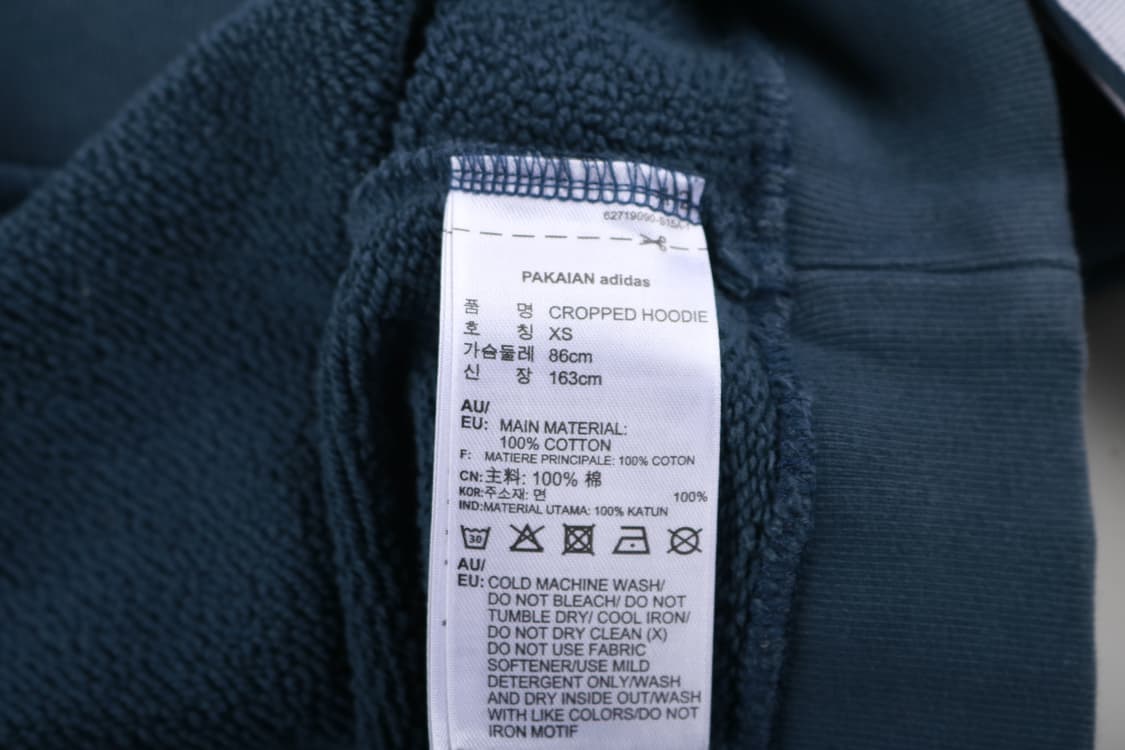 PAKAIAN adidas
품 명 CROPPED HOODIE
호 칭 XS
가슴둘레 86cm
신 장 163cm
AU/
EU: MAIN MATERIAL:
100% COTTON
F: MATIERE PRINCIPALE: 100% COTON
CN:主料: 100% 棉
KOR:주소재: 면 100%
IND:MATERIAL UTAMA: 100% KATUN
30
AU/
EU: COLD MACHINE WASH/
DO NOT BLEACH/ DO NOT
TUMBLE DRY/ COOL IRON/
DO NOT DRY CLEAN (X)
DO NOT USE FABRIC
SOFTENER/USE MILD
DETERGENT ONLY/WASH
AND DRY INSIDE OUT/WASH
WITH LIKE COLORS/DO NOT
IRON MOTIF